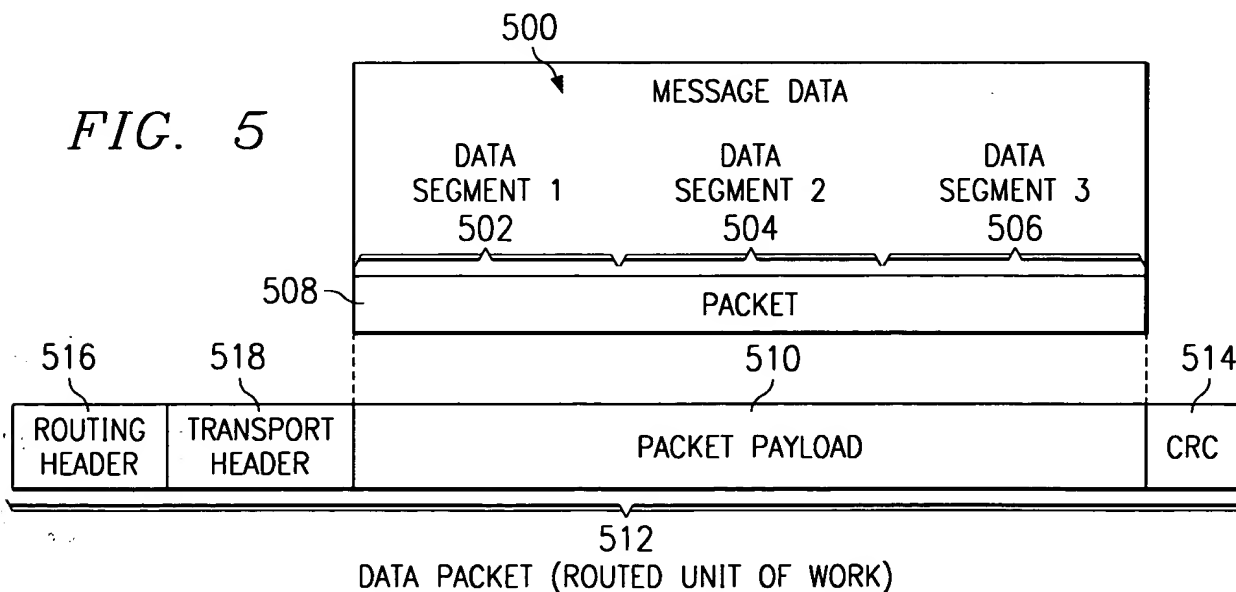 500
FIG. 5
MESSAGE DATA
DATA SEGMENT 1
502
DATA SEGMENT 2
504
DATA SEGMENT 3
506
508
PACKET
516
518
510
514
ROUTING HEADER
TRANSPORT HEADER
PACKET PAYLOAD
CRC
512
DATA PACKET (ROUTED UNIT OF WORK)